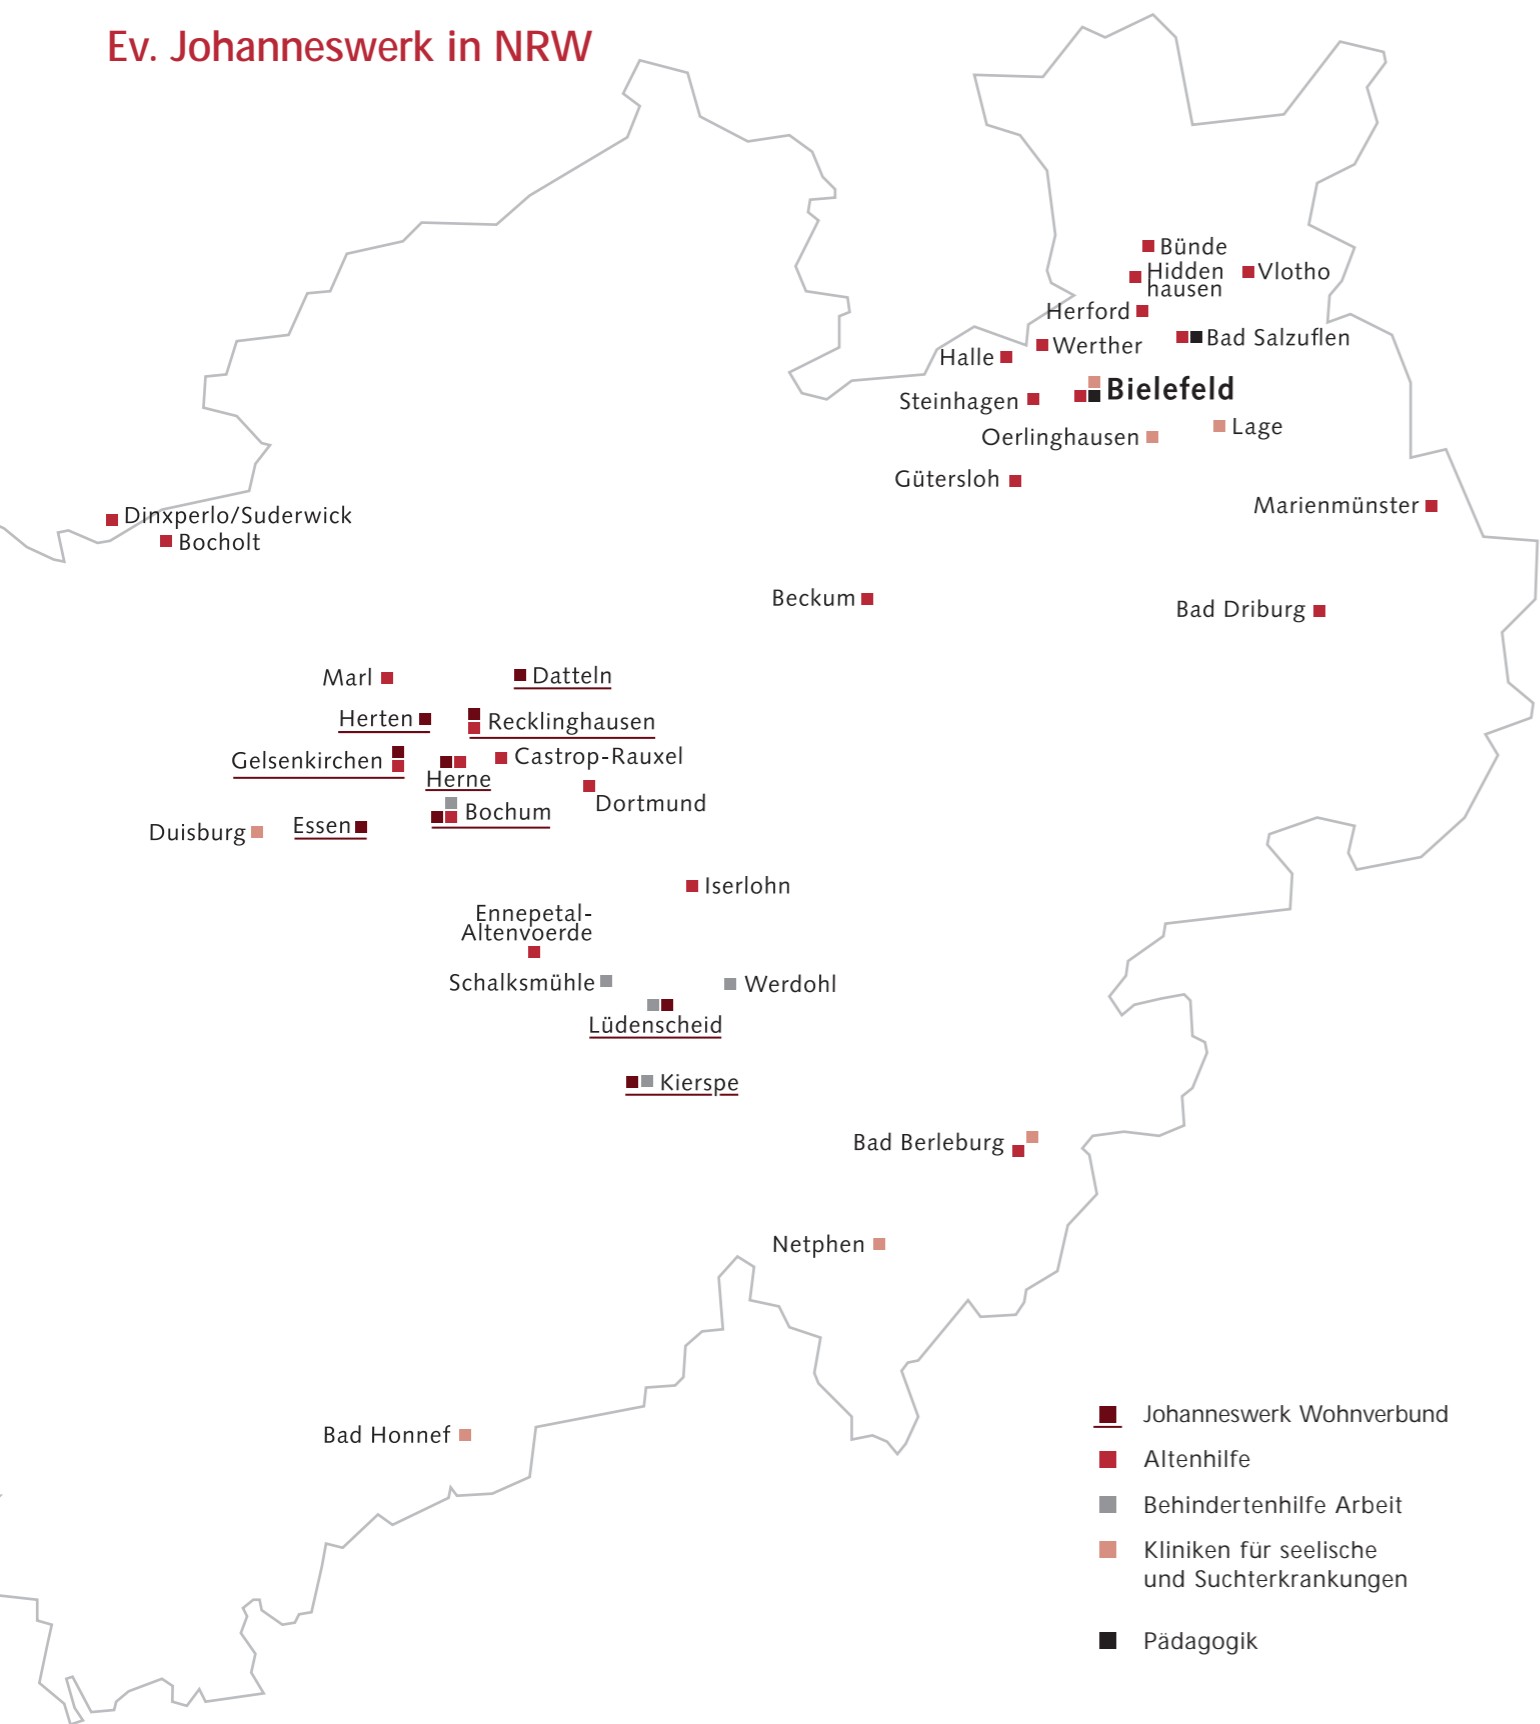 Ev. Johanneswerk in NRW
Bünde
Hidden
hausen
Vlotho
Herford
Bad Salzuflen
Werther
Halle
Bielefeld
Steinhagen
Lage
Oerlinghausen
Gütersloh
Marienmünster
Dinxperlo/Suderwick
Bocholt
Beckum
Bad Driburg
Marl
Datteln
Herten
Recklinghausen
Gelsenkirchen
Castrop-Rauxel
Herne
Dortmund
Bochum
Essen
Duisburg
Iserlohn
Ennepetal-
Altenvoerde
Schalksmühle
Werdohl
Lüdenscheid
Kierspe
Bad Berleburg
Netphen
Bad Honnef
Johanneswerk Wohnverbund
Altenhilfe
Behindertenhilfe Arbeit
Kliniken für seelische
und Suchterkrankungen
Pädagogik